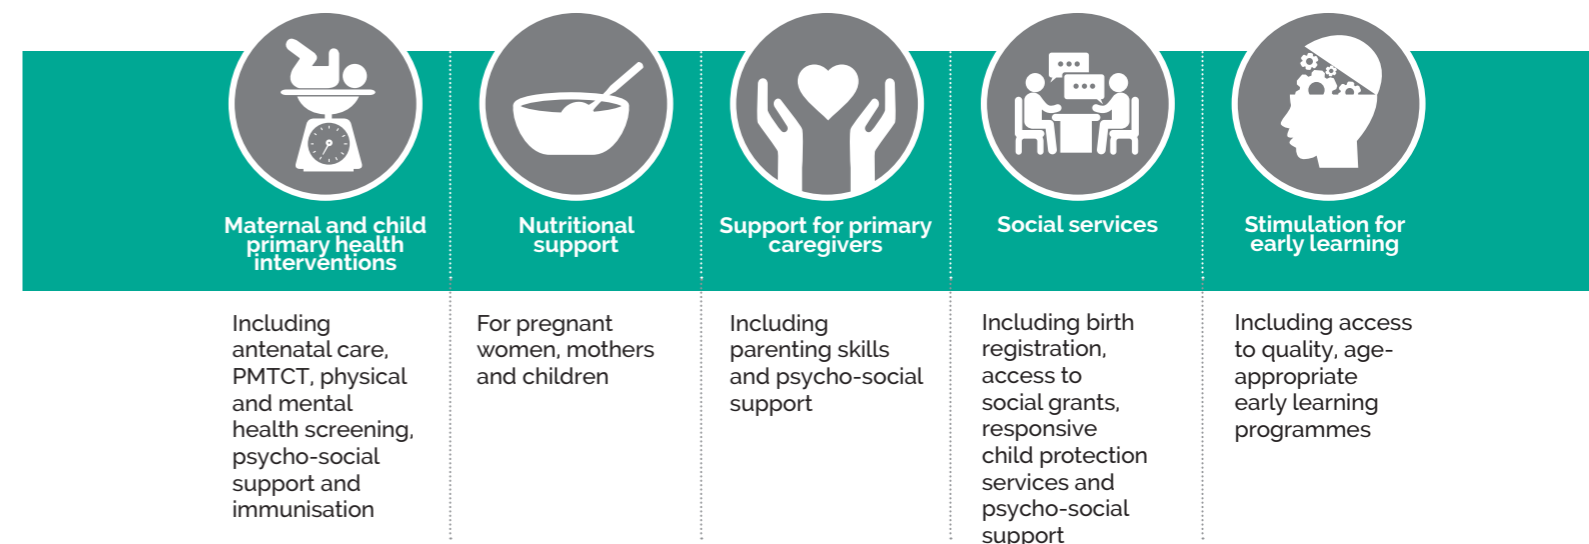 Maternal and child
primary health
interventions
Including
antenatal care,
PMTCT, physical
and mental
health screening,
psycho-social
support and
immunisation
Nutritional
support
For pregnant
women, mothers
and children
Support for primary
caregivers
Including
parenting skills
and psycho-social
support
Social services
Including birth
registration,
access to
social grants,
responsive
child protection
services and
psycho-social
support
Stimulation for
early learning
Including access
to quality, age-
appropriate
early learning
programmes